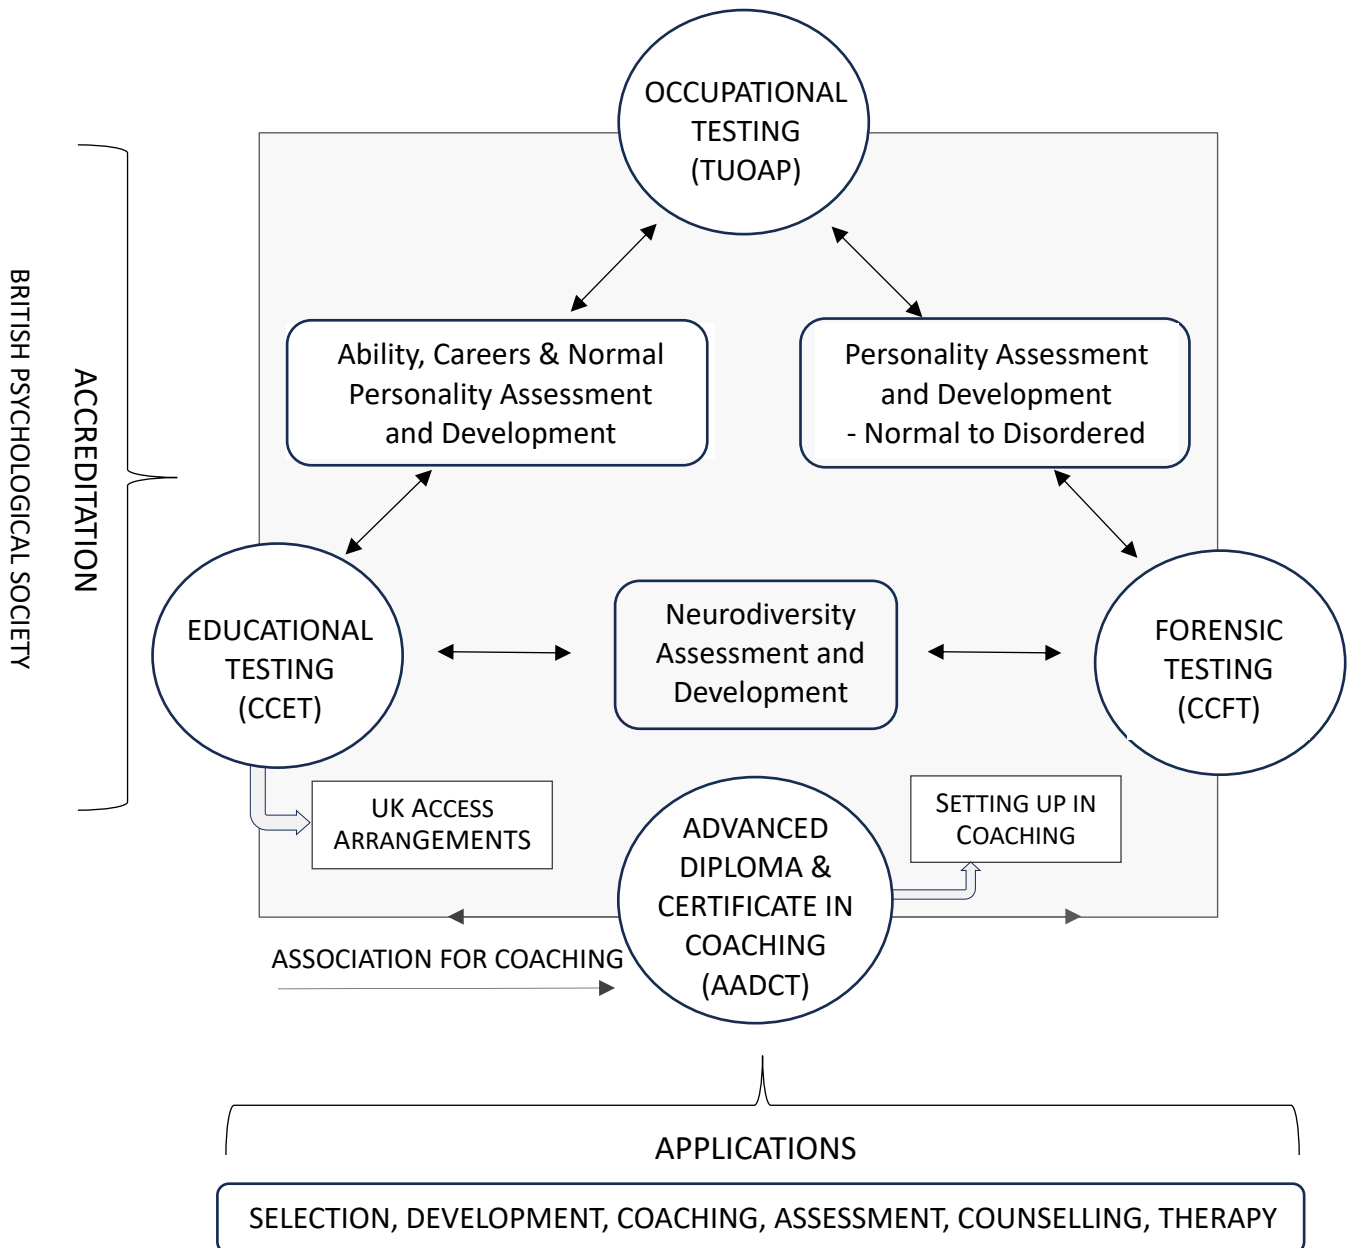 OCCUPATIONAL
TESTING
(TUOAP)
BRITISH PSYCHOLOGICAL SOCIETY
ACCREDITATION
Ability, Careers & Normal
Personality Assessment
and Development
Personality Assessment
and Development
- Normal to Disordered
EDUCATIONAL
TESTING
(CCET)
Neurodiversity
Assessment and
Development
FORENSIC
TESTING
(CCFT)
UK ACCESS
ARRANGEMENTS
ADVANCED
DIPLOMA &
CERTIFICATE IN
COACHING
(AADCT)
SETTING UP IN
COACHING
ASSOCIATION FOR COACHING
APPLICATIONS
SELECTION, DEVELOPMENT, COACHING, ASSESSMENT, COUNSELLING, THERAPY